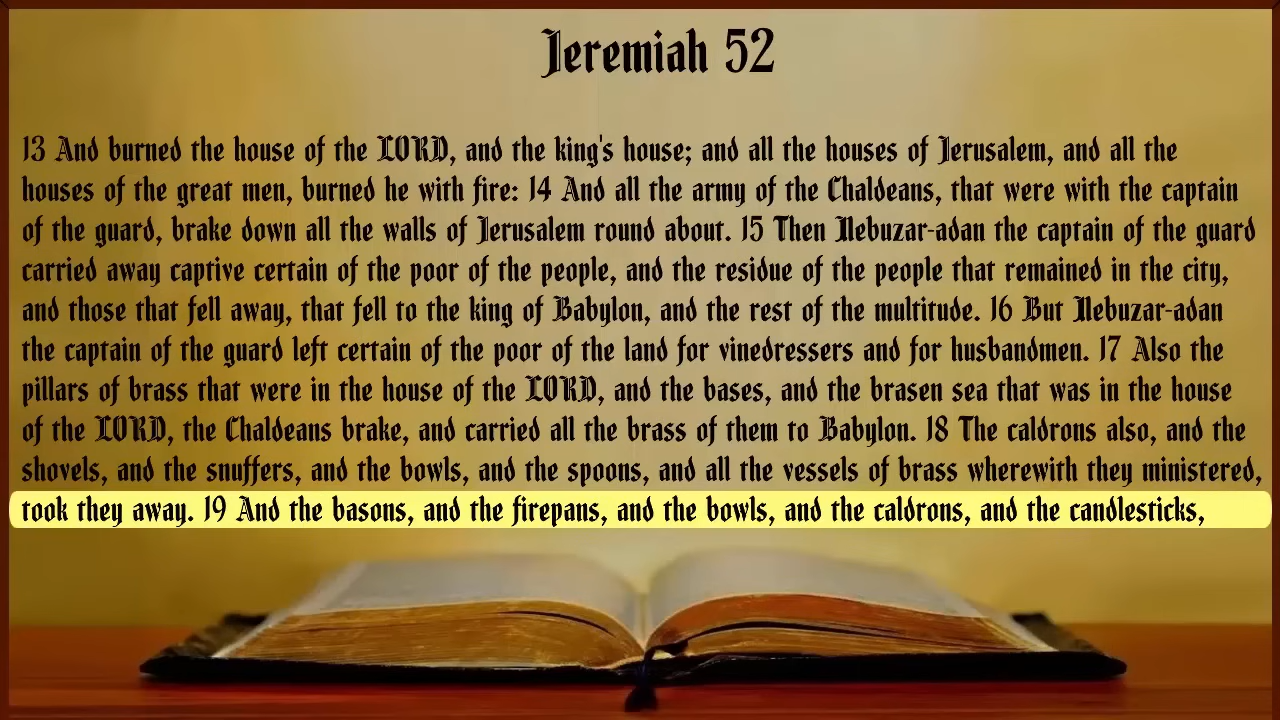 Jeremiah 52
13 And burned the house of the LORD, and the king's house; and all the houses of Jerusalem, and all the
houses of the great men, burned he with fire: 14 And all the army of the Chaldeans, that were with the captain
of the guard, brake down all the walls of Jerusalem round about. 15 Then Nebuzar-adan the captain of the guard
carried away captive certain of the poor of the people, and the residue of the people that remained in the city,
and those that fell away, that fell to the king of Babylon, and the rest of the multitude. 16 But Nebuzar-adan
the captain of the guard left certain of the poor of the land for vinedressers and for husbandmen. 17 Also the
pillars of brass that were in the house of the LORD, and the bases, and the brasen sea that was in the house
of the LORD, the Chaldeans brake, and carried all the brass of them to Babylon. 18 The caldrons also, and the
shovels, and the snuffers, and the bowls, and the spoons, and all the vessels of brass wherewith they ministered,
took they away. 19 And the basons, and the firepans, and the bowls, and the caldrons, and the candlesticks,